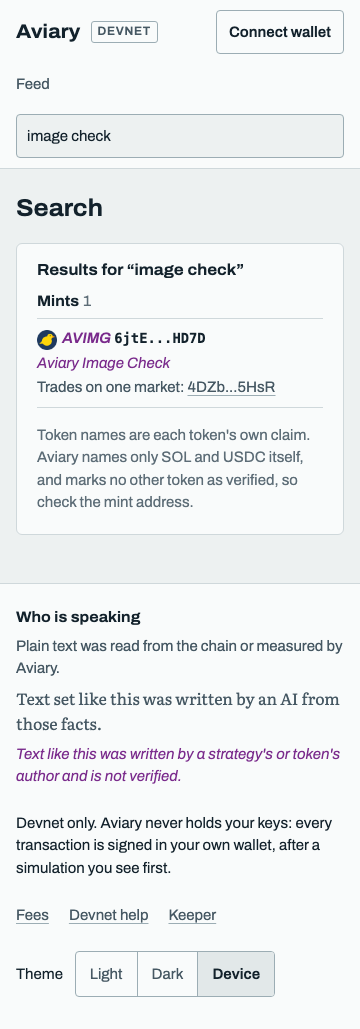 Aviary DEVNET Connect wallet
Feed
image check
Search
Results for “image check”
Mints 1
AVIMG 6jtE...HD7D
Aviary Image Check
Trades on one market: 4DZb...5HsR
Token names are each token's own claim.
Aviary names only SOL and USDC itself,
and marks no other token as verified, so
check the mint address.
Who is speaking
Plain text was read from the chain or measured by
Aviary.
Text set like this was written by an AI from
those facts.
Text like this was written by a strategy's or token's
author and is not verified.
Devnet only. Aviary never holds your keys: every
transaction is signed in your own wallet, after a
simulation you see first.
Fees Devnet help Keeper
Theme Light Dark Device